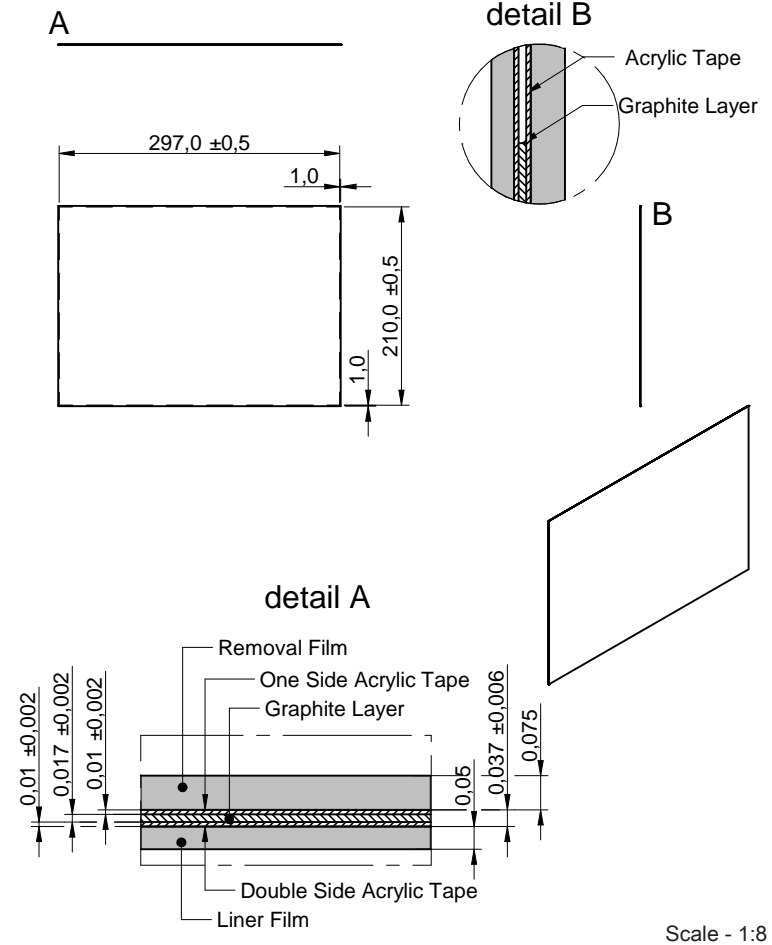 A
detail B
Acrylic Tape
Graphite Layer
297,0 ±0,5
1,0
B
210,0 ±0,5
1,0
detail A
Removal Film
One Side Acrylic Tape
Graphite Layer
0,01 ±0,002
0,017 ±0,002
0,01 ±0,002
0,05
0,037 ±0,006
0,075
Double Side Acrylic Tape
Liner Film
Scale - 1:8